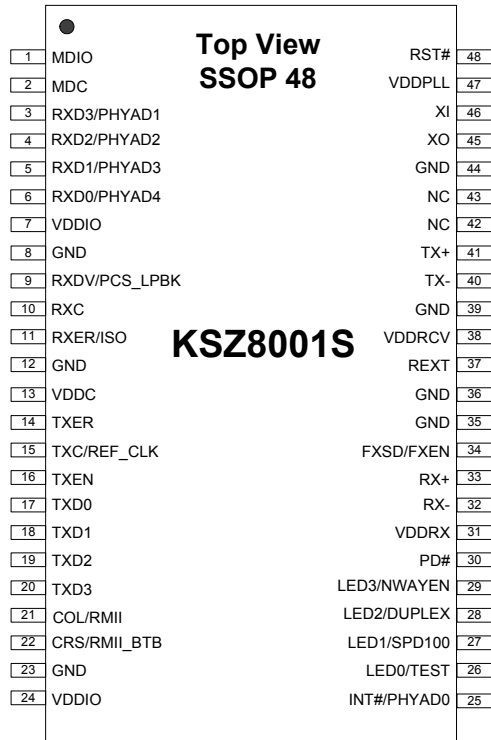 Top View
SSOP 48
KSZ8001S
1 MDIO
2 MDC
3 RXD3/PHYAD1
4 RXD2/PHYAD2
5 RXD1/PHYAD3
6 RXD0/PHYAD4
7 VDDIO
8 GND
9 RXDV/PCS_LPBK
10 RXC
11 RXER/ISO
12 GND
13 VDDC
14 TXER
15 TXC/REF_CLK
16 TXEN
17 TXD0
18 TXD1
19 TXD2
20 TXD3
21 COL/RMII
22 CRS/RMII_BTB
23 GND
24 VDDIO
RST# 48
VDDPLL 47
XI 46
XO 45
GND 44
NC 43
NC 42
TX+ 41
TX- 40
GND 39
VDDRCV 38
REXT 37
GND 36
GND 35
FXSD/FXEN 34
RX+ 33
RX- 32
VDDRX 31
PD# 30
LED3/NWAYEN 29
LED2/DUPLEX 28
LED1/SPD100 27
LED0/TEST 26
INT#/PHYAD0 25